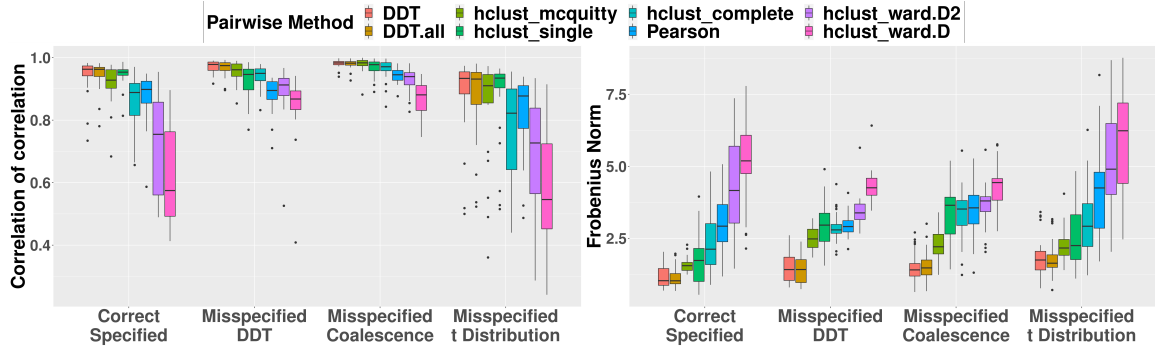 Pairwise Method
DDT
DDT.all
hclust_mcquitty
hclust_single
hclust_complete
Pearson
hclust_ward.D2
hclust_ward.D
Correlation of correlation
1.0
0.8
0.6
0.4
Correct
Specified
Misspecified
DDT
Misspecified
Coalescence
Misspecified
t Distribution
Frobenius Norm
7.5
5.0
2.5
Correct
Specified
Misspecified
DDT
Misspecified
Coalescence
Misspecified
t Distribution